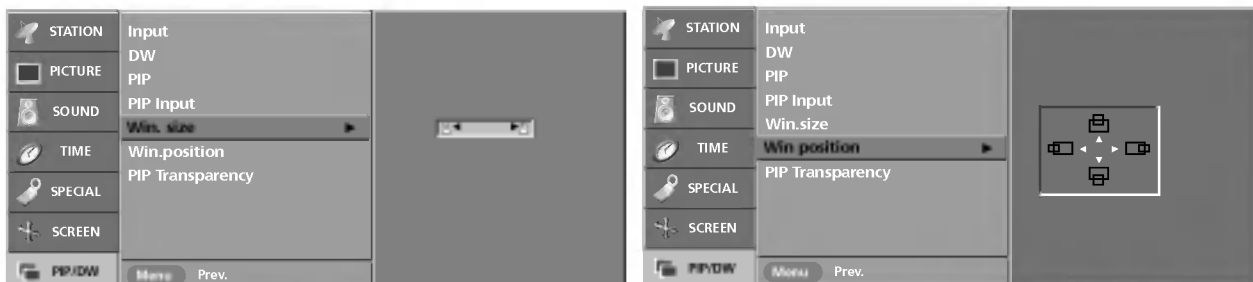 STATION
PICTURE
SOUND
TIME
SPECIAL
SCREEN
PIP/DW
Input
DW
PIP
PIP Input
Win. size
Win.position
PIP Transparency
Menu Prev.
STATION
PICTURE
SOUND
TIME
SPECIAL
SCREEN
PIP/DW
Input
DW
PIP
PIP Input
Win.size
Win position
PIP Transparency
Menu Prev.